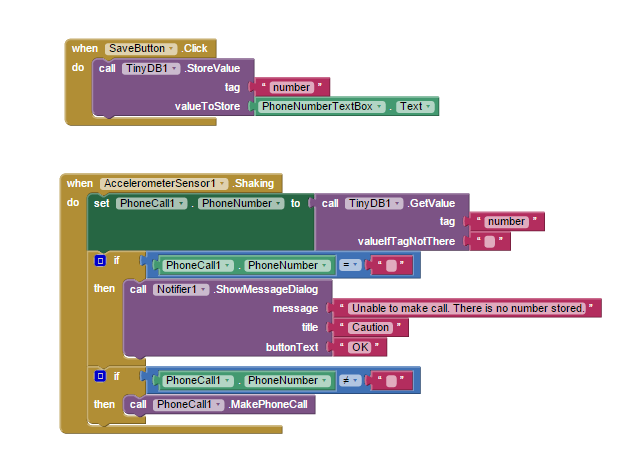 when SaveButton .Click
do call TinyDB1 .StoreValue
tag " number "
valueToStore PhoneNumberTextBox . Text
when AccelerometerSensor1 .Shaking
do set PhoneCall1 . PhoneNumber to call TinyDB1 .GetValue
tag " number "
valueIfTagNotThere " "
if PhoneCall1 . PhoneNumber = " "
then call Notifier1 .ShowMessageDialog
message " Unable to make call. There is no number stored. "
title " Caution "
buttonText " OK "
if PhoneCall1 . PhoneNumber ≠ " "
then call PhoneCall1 .MakePhoneCall